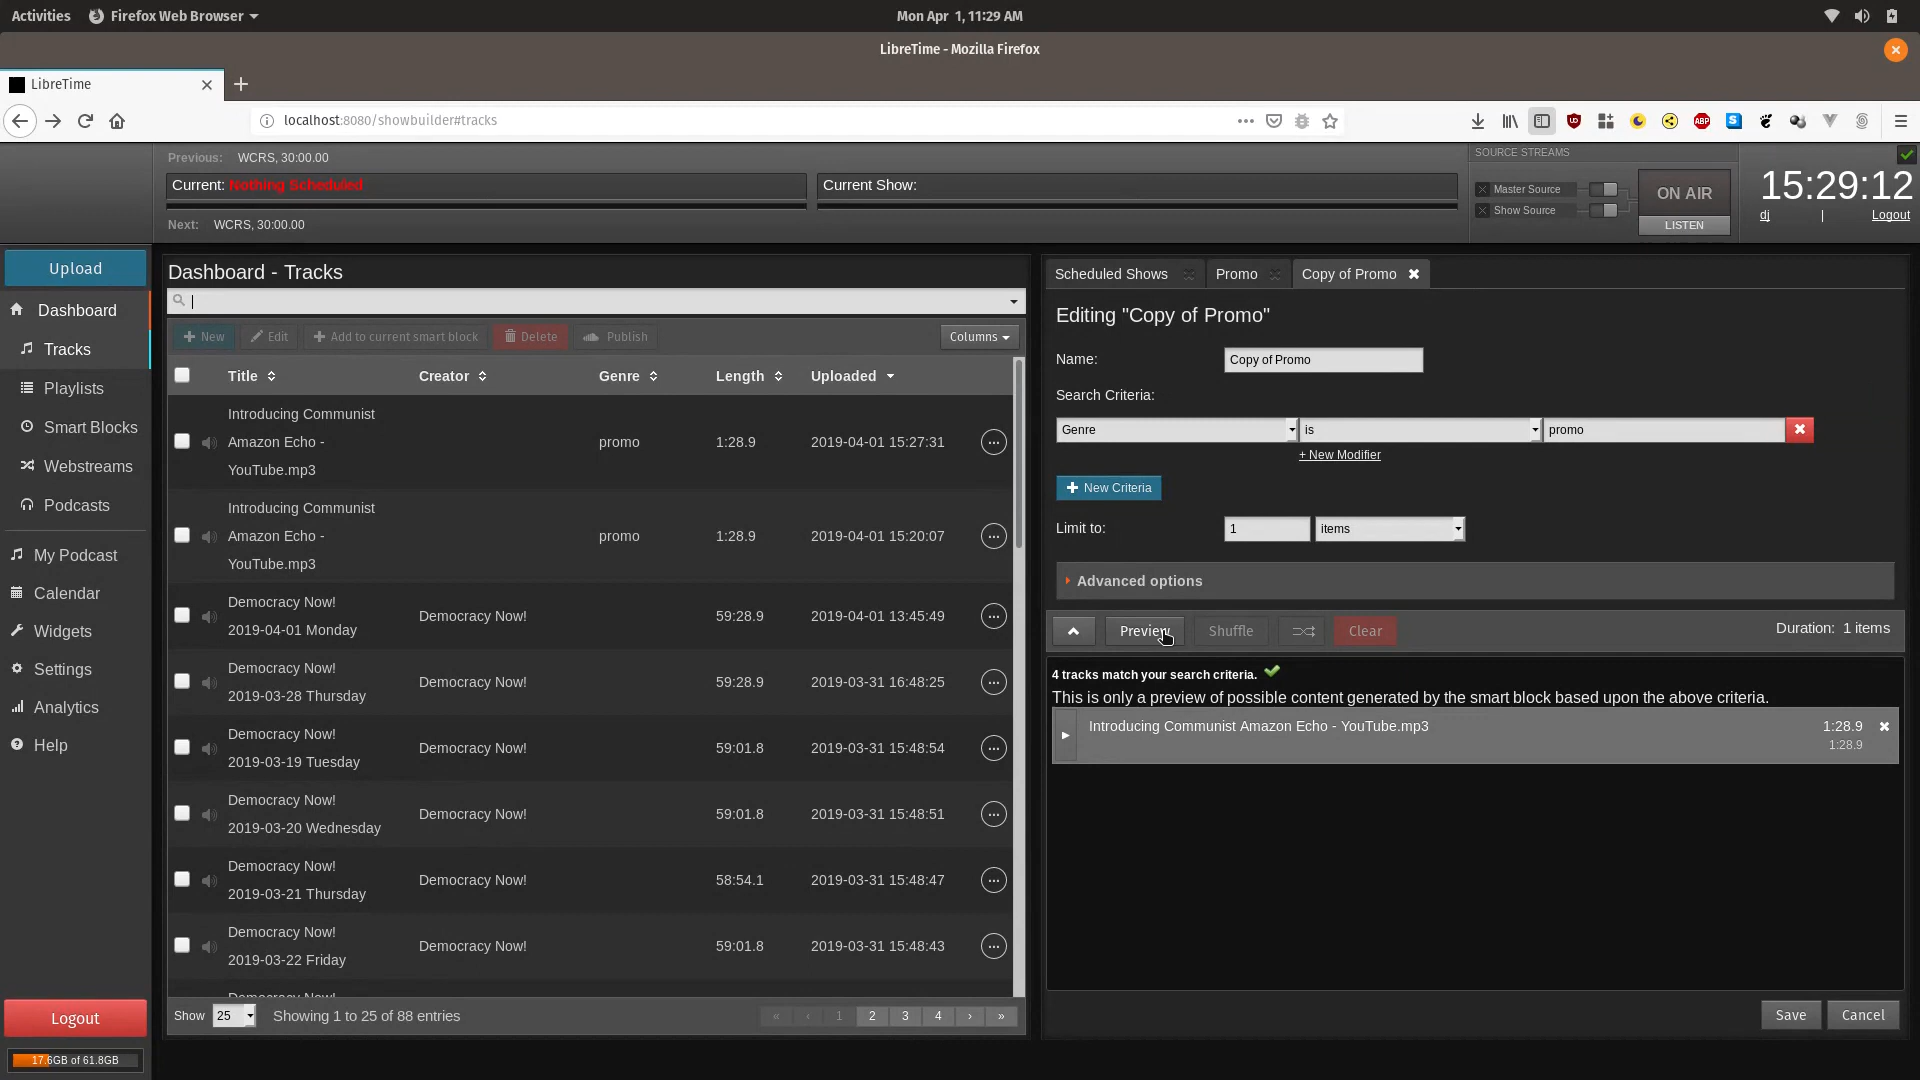 Activities Firefox Web Browser Mon Apr 1, 11:29 AM
LibreTime - Mozilla Firefox
LibreTime
localhost:8080/showbuilder#tracks
Previous: WCRS, 30:00.00
Current: Nothing Scheduled
Current Show:
Next: WCRS, 30:00.00
SOURCE STREAMS
Master Source
Show Source
ON AIR
LISTEN
15:29:12
dj | Logout
Upload
Dashboard
Tracks
Playlists
Smart Blocks
Webstreams
Podcasts
My Podcast
Calendar
Widgets
Settings
Analytics
Help
Logout
17.6GB of 61.8GB
Dashboard - Tracks
New Edit Add to current smart block Delete Publish Columns
Title Creator Genre Length Uploaded
Introducing Communist
Amazon Echo - promo 1:28.9 2019-04-01 15:27:31
YouTube.mp3
Introducing Communist
Amazon Echo - promo 1:28.9 2019-04-01 15:20:07
YouTube.mp3
Democracy Now!
2019-04-01 Monday Democracy Now! 59:28.9 2019-04-01 13:45:49
Democracy Now!
2019-03-28 Thursday Democracy Now! 59:28.9 2019-03-31 16:48:25
Democracy Now!
2019-03-19 Tuesday Democracy Now! 59:01.8 2019-03-31 15:48:54
Democracy Now!
2019-03-20 Wednesday Democracy Now! 59:01.8 2019-03-31 15:48:51
Democracy Now!
2019-03-21 Thursday Democracy Now! 58:54.1 2019-03-31 15:48:47
Democracy Now!
2019-03-22 Friday Democracy Now! 59:01.8 2019-03-31 15:48:43
Show 25 Showing 1 to 25 of 88 entries « ‹ 1 2 3 4 › »
Scheduled Shows Promo Copy of Promo
Editing "Copy of Promo"
Name: Copy of Promo
Search Criteria:
Genre is promo
+ New Modifier
New Criteria
Limit to: 1 items
Advanced options
Preview Shuffle Clear Duration: 1 items
4 tracks match your search criteria.
This is only a preview of possible content generated by the smart block based upon the above criteria.
Introducing Communist Amazon Echo - YouTube.mp3 1:28.9
1:28.9
Save Cancel